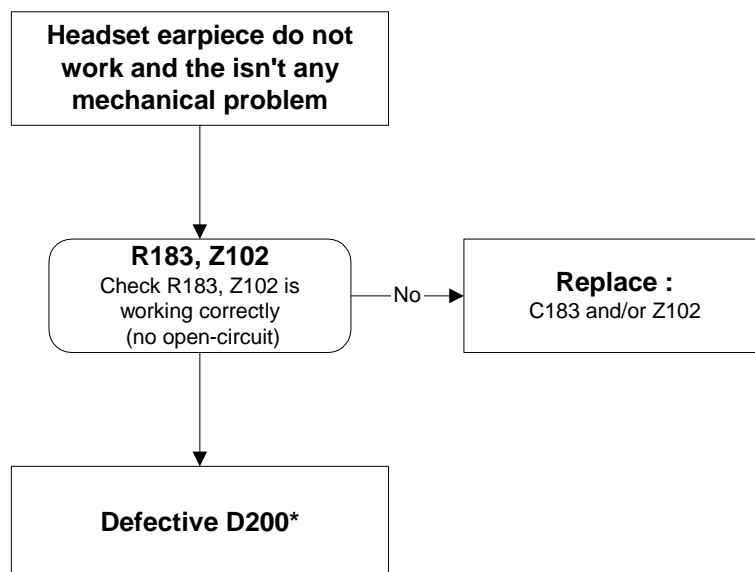 Headset earpiece do not
work and the isn't any
mechanical problem
R183, Z102
Check R183, Z102 is
working correctly
(no open-circuit)
No
Replace :
C183 and/or Z102
Defective D200*